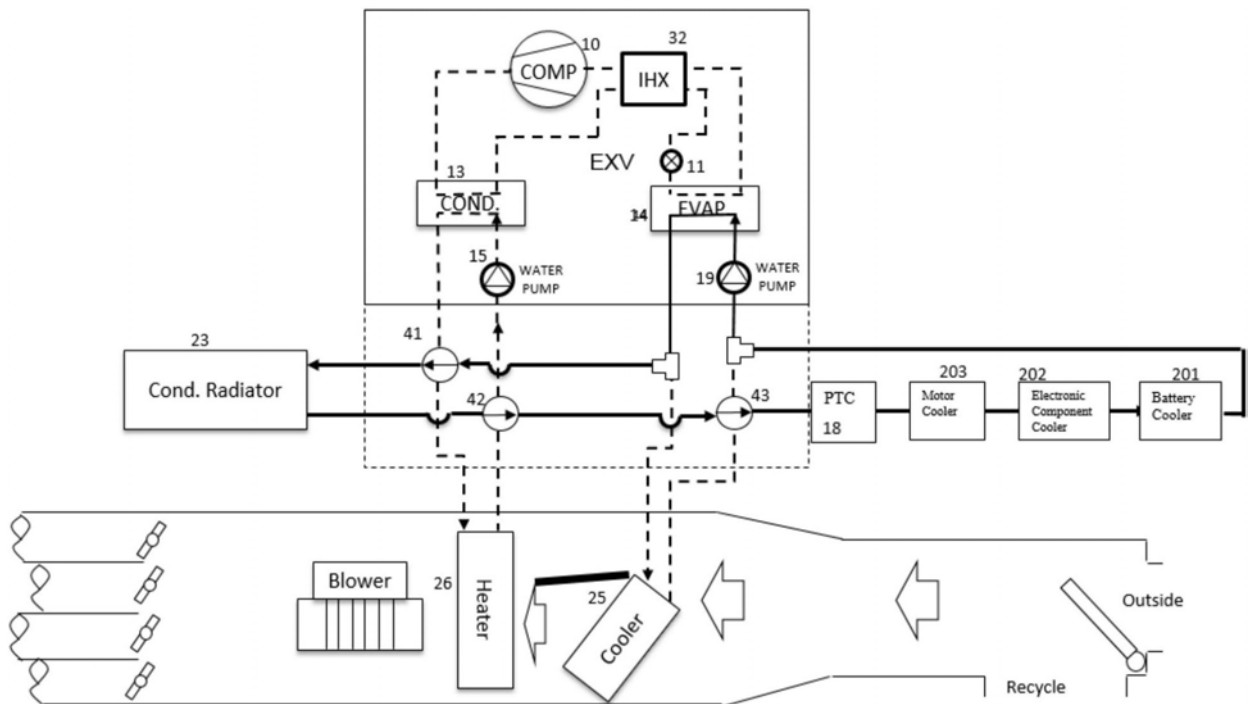 10
32
COMP
IHX
EXV
11
13
COND.
14
EVAP
15
WATER
PUMP
19
WATER
PUMP
41
23
Cond. Radiator
42
43
PTC
18
203
Motor
Cooler
202
Electronic
Component
Cooler
201
Battery
Cooler
Blower
26
Heater
25
Cooler
Outside
Recycle